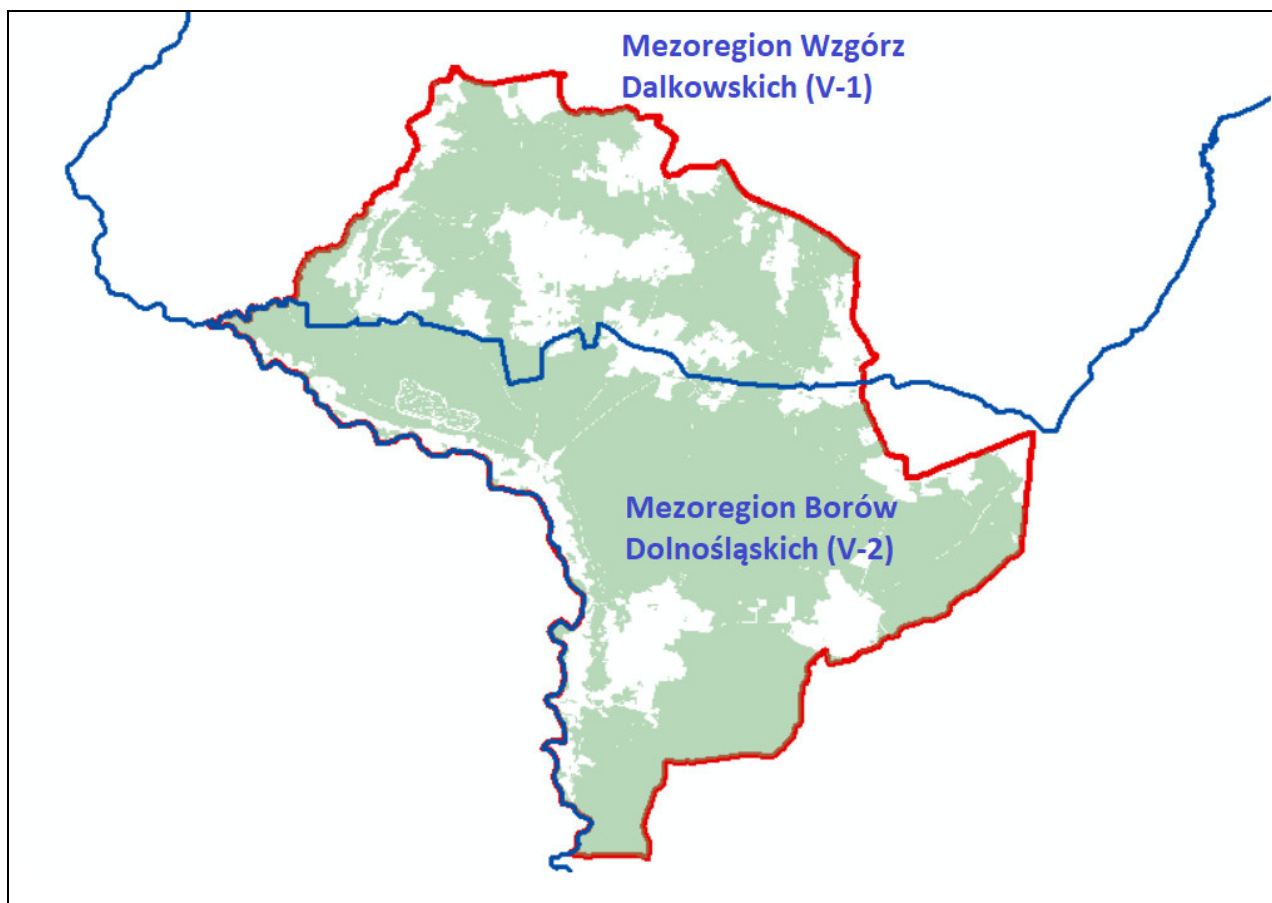 Mezoregion Wzgórz
Dalkowskich (V-1)
Mezoregion Borów
Dolnośląskich (V-2)